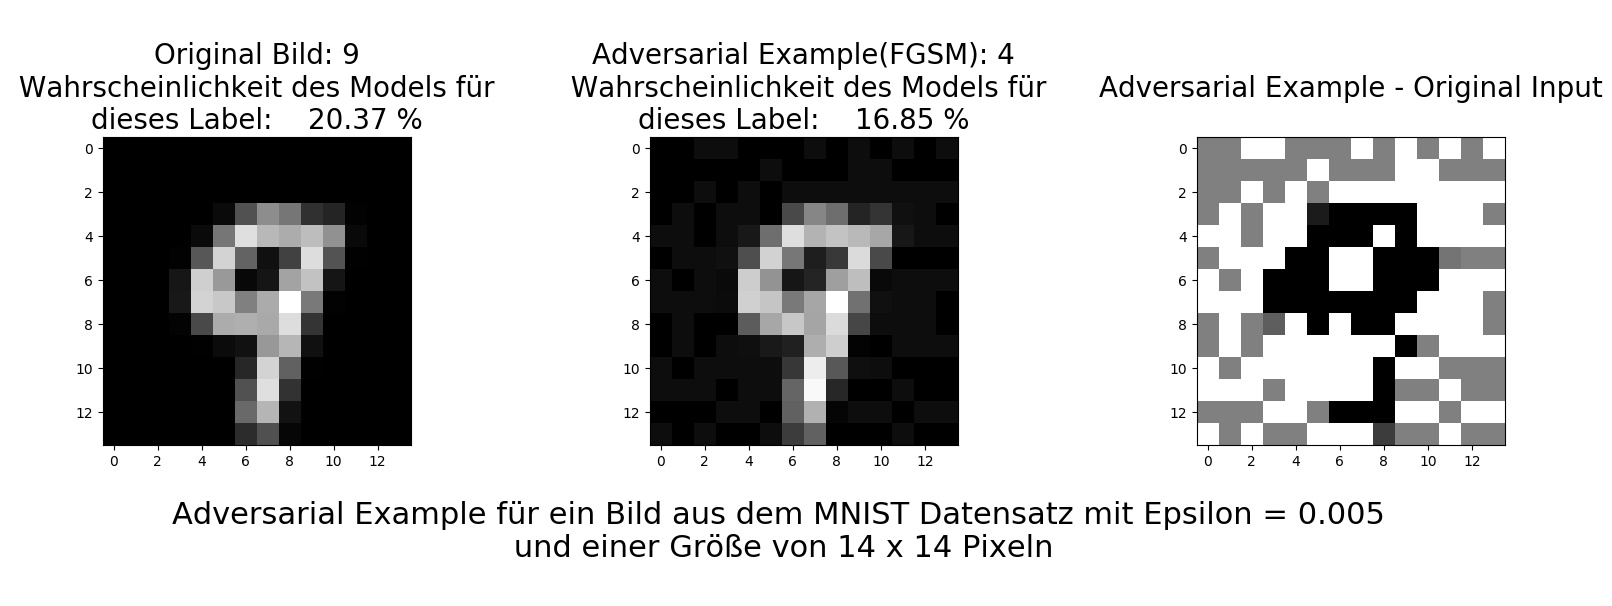 Original Bild: 9
Wahrscheinlichkeit des Models für
dieses Label: 20.37 %
Adversarial Example(FGSM): 4
Wahrscheinlichkeit des Models für
dieses Label: 16.85 %
Adversarial Example - Original Input
0
2
4
6
8
10
12
0 2 4 6 8 10 12
0
2
4
6
8
10
12
0 2 4 6 8 10 12
0
2
4
6
8
10
12
0 2 4 6 8 10 12
Adversarial Example für ein Bild aus dem MNIST Datensatz mit Epsilon = 0.005
und einer Größe von 14 x 14 Pixeln